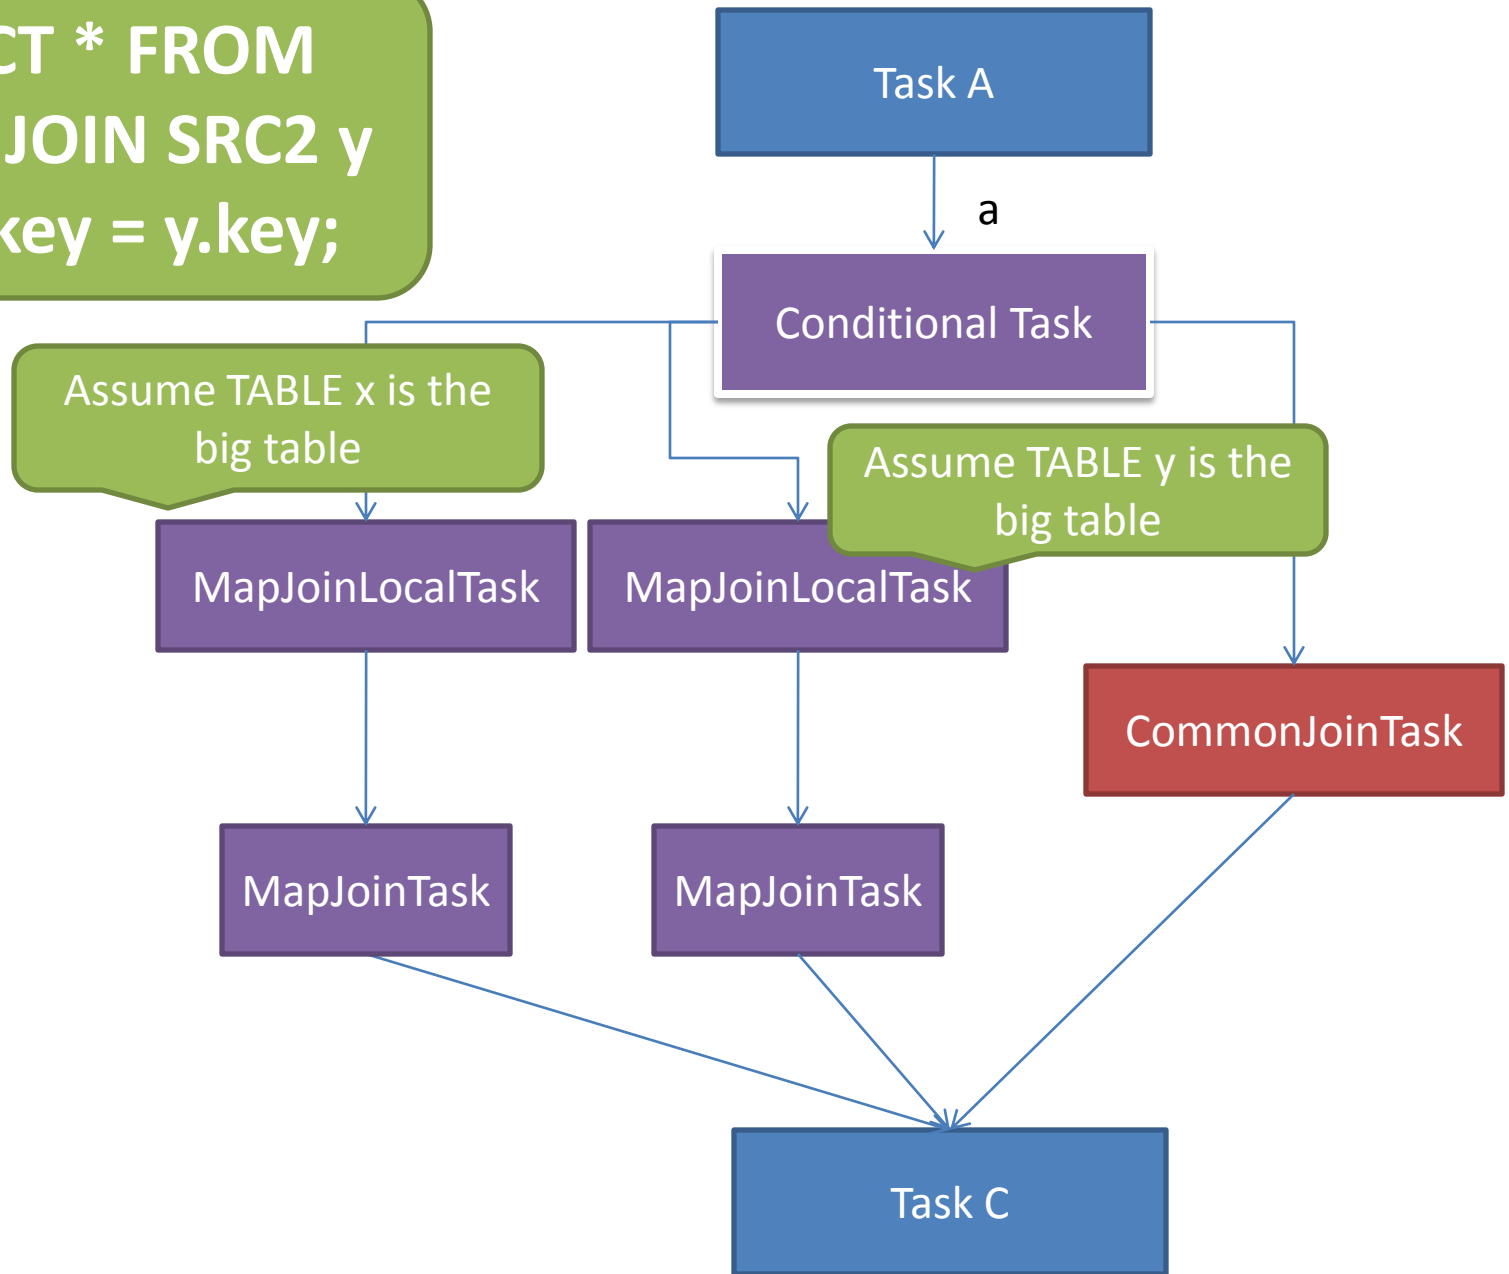 CT * FROM
JOIN SRC2 y
key = y.key;
Task A
a
Conditional Task
Assume TABLE x is the
big table
Assume TABLE y is the
big table
MapJoinLocalTask
MapJoinLocalTask
CommonJoinTask
MapJoinTask
MapJoinTask
Task C